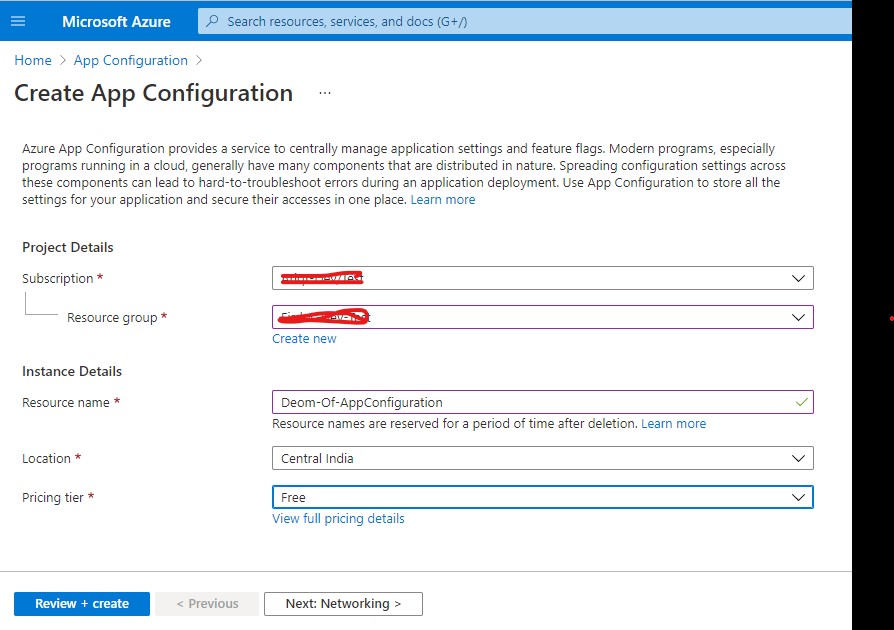 Microsoft Azure
Search resources, services, and docs (G+/)
Home > App Configuration >
Create App Configuration ...
Azure App Configuration provides a service to centrally manage application settings and feature flags. Modern programs, especially
programs running in a cloud, generally have many components that are distributed in nature. Spreading configuration settings across
these components can lead to hard-to-troubleshoot errors during an application deployment. Use App Configuration to store all the
settings for your application and secure their accesses in one place. Learn more
Project Details
Subscription *
Resource group *
Create new
Instance Details
Resource name * Deom-Of-AppConfiguration
Resource names are reserved for a period of time after deletion. Learn more
Location * Central India
Pricing tier * Free
View full pricing details
Review + create < Previous Next: Networking >